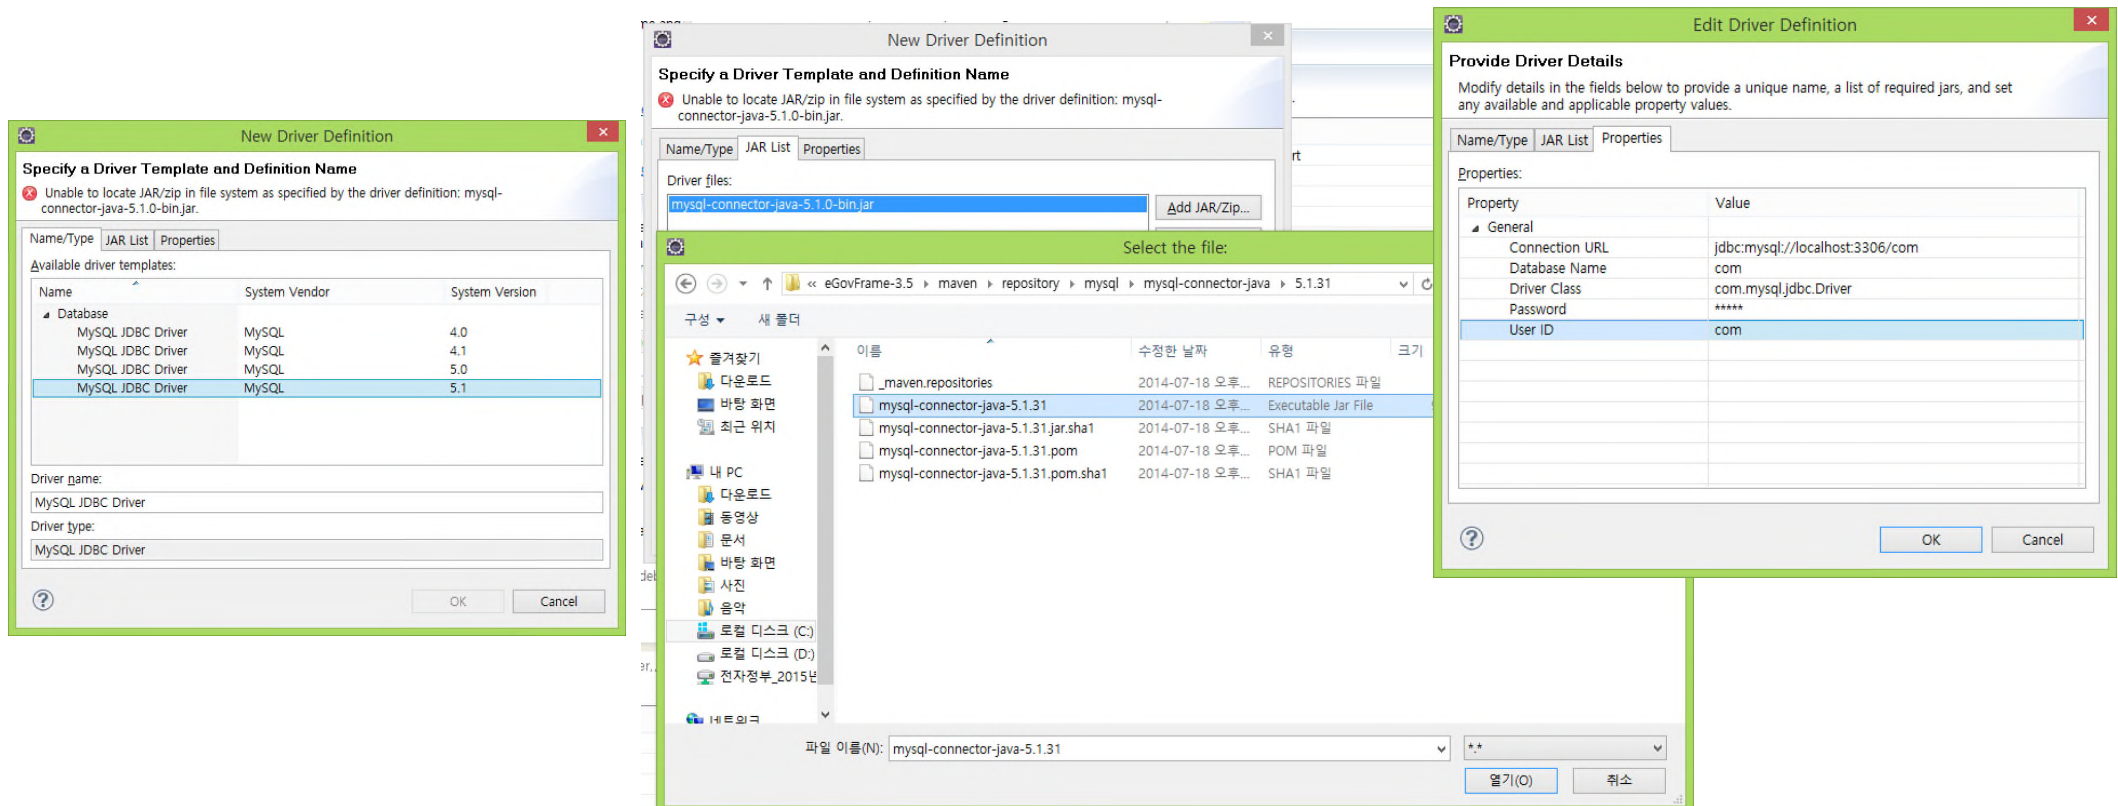 New Driver Definition
Specify a Driver Template and Definition Name
Unable to locate JAR/zip in file system as specified by the driver definition: mysql-
connector-java-5.1.0-bin.jar.
Name/Type JAR List Properties
Available driver templates:
Name System Vendor System Version
Database
MySQL JDBC Driver MySQL 4.0
MySQL JDBC Driver MySQL 4.1
MySQL JDBC Driver MySQL 5.0
MySQL JDBC Driver MySQL 5.1
Driver name:
MySQL JDBC Driver
Driver type:
MySQL JDBC Driver
OK Cancel
New Driver Definition
Specify a Driver Template and Definition Name
Unable to locate JAR/zip in file system as specified by the driver definition: mysql-
connector-java-5.1.0-bin.jar.
Name/Type JAR List Properties
Driver files:
mysql-connector-java-5.1.0-bin.jar
Add JAR/Zip...
Select the file:
« eGovFrame-3.5 maven repository mysql mysql-connector-java 5.1.31
구성 새 폴더
즐겨찾기
다운로드
바탕 화면
최근 위치
내 PC
다운로드
동영상
문서
바탕 화면
사진
음악
로컬 디스크 (C:)
로컬 디스크 (D:)
전자정부_2015년
네트워크
이름 수정한 날짜 유형 크기
_maven.repositories 2014-07-18 오후... REPOSITORIES 파일
mysql-connector-java-5.1.31 2014-07-18 오후... Executable Jar File
mysql-connector-java-5.1.31.jar.sha1 2014-07-18 오후... SHA1 파일
mysql-connector-java-5.1.31.pom 2014-07-18 오후... POM 파일
mysql-connector-java-5.1.31.pom.sha1 2014-07-18 오후... SHA1 파일
파일 이름(N): mysql-connector-java-5.1.31 *.*
열기(O) 취소
Edit Driver Definition
Provide Driver Details
Modify details in the fields below to provide a unique name, a list of required jars, and set
any available and applicable property values.
Name/Type JAR List Properties
Properties:
Property Value
General
Connection URL jdbc:mysql://localhost:3306/com
Database Name com
Driver Class com.mysql.jdbc.Driver
Password *****
User ID com
OK Cancel